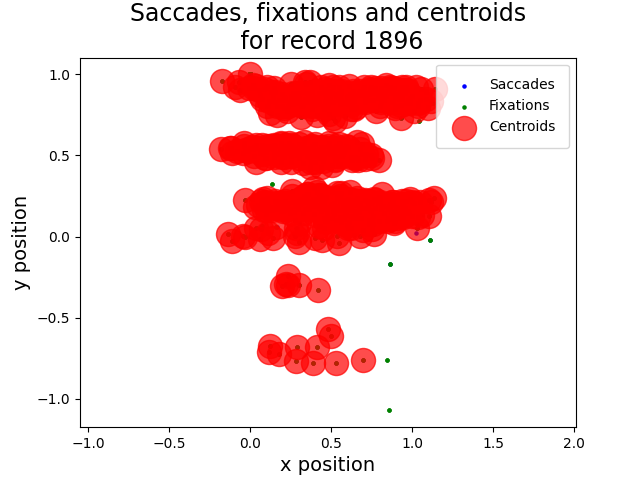 Saccades, fixations and centroids
for record 1896
Saccades
Fixations
Centroids
1.0
0.5
0.0
−0.5
−1.0
y position
−1.0 −0.5 0.0 0.5 1.0 1.5 2.0
x position